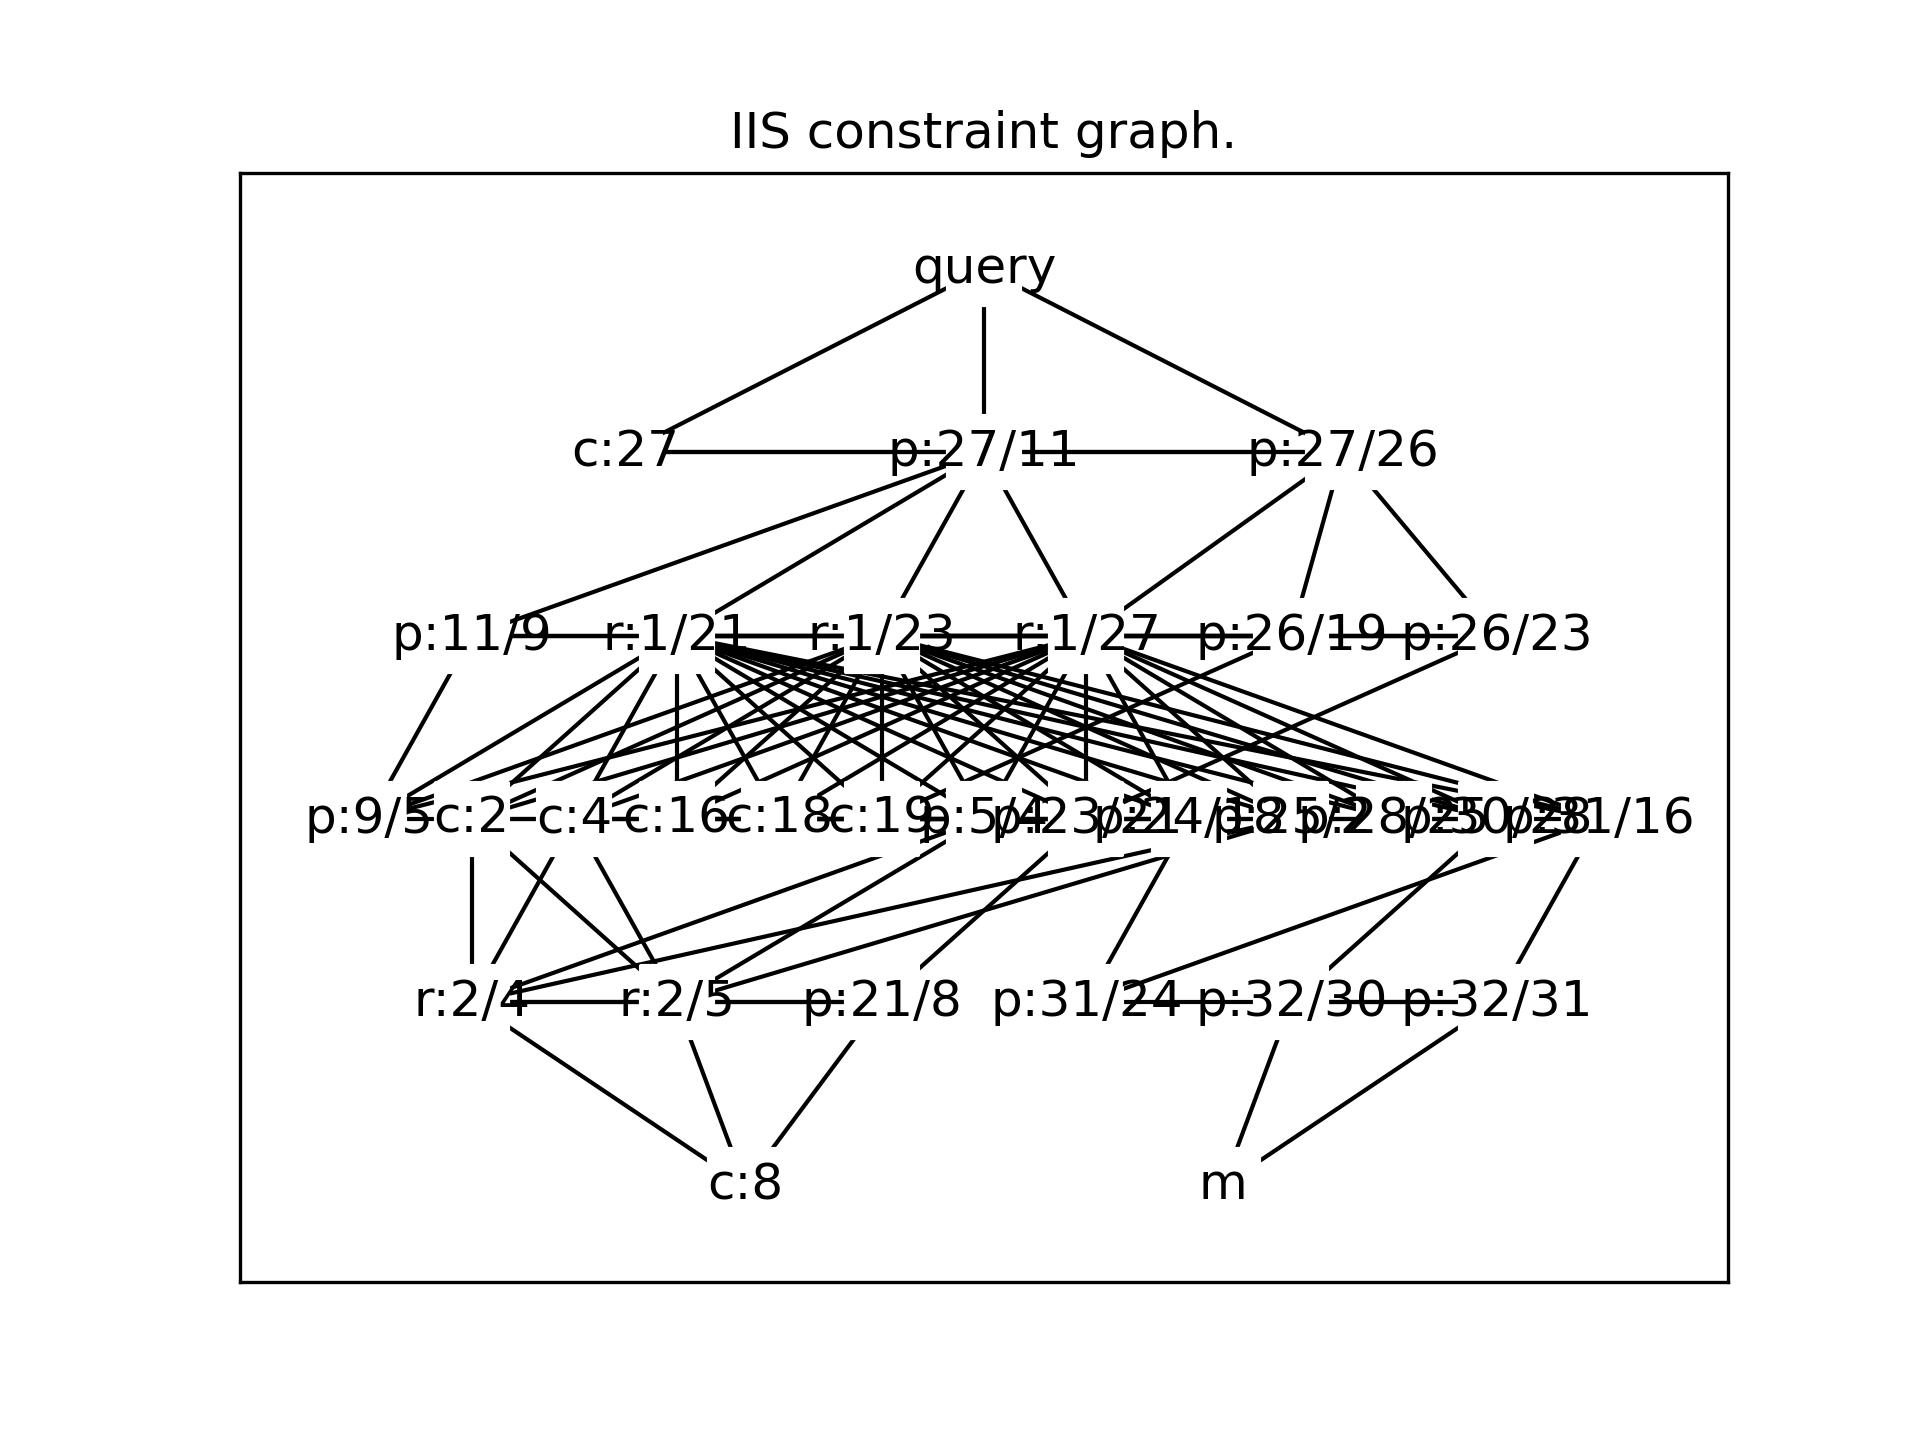 IIS constraint graph.
query
c:27 p:27/11 p:27/26
p:11/9 r:1/21 r:1/23 r:1/27 p:26/19 p:26/23
p:9/5 c:2 c:4 c:16 c:18 c:19 p:5/4 p:23/21 p:24/18 p:25/2 p:28/25 p:30/28 p:31/16
r:2/4 r:2/5 p:21/8 p:31/24 p:32/30 p:32/31
c:8 m